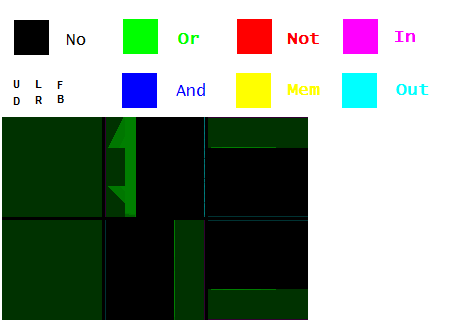 No Or Not In
U L F And Mem Out
D R B